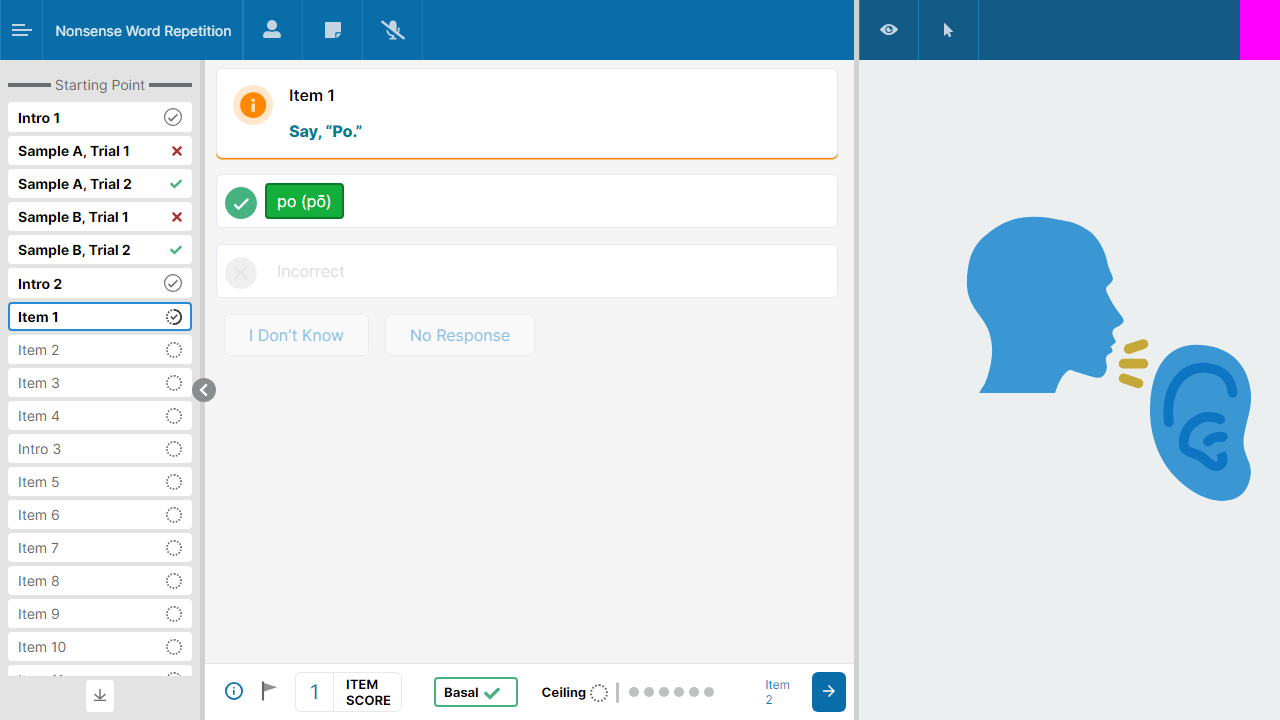 Nonsense Word Repetition
Starting Point
Intro 1
Sample A, Trial 1
Sample A, Trial 2
Sample B, Trial 1
Sample B, Trial 2
Intro 2
Item 1
Item 2
Item 3
Item 4
Intro 3
Item 5
Item 6
Item 7
Item 8
Item 9
Item 10
Item 1
Say, “Po.”
po (pō)
Incorrect
I Don’t Know
No Response
1
ITEM
SCORE
Basal
Ceiling
Item
2